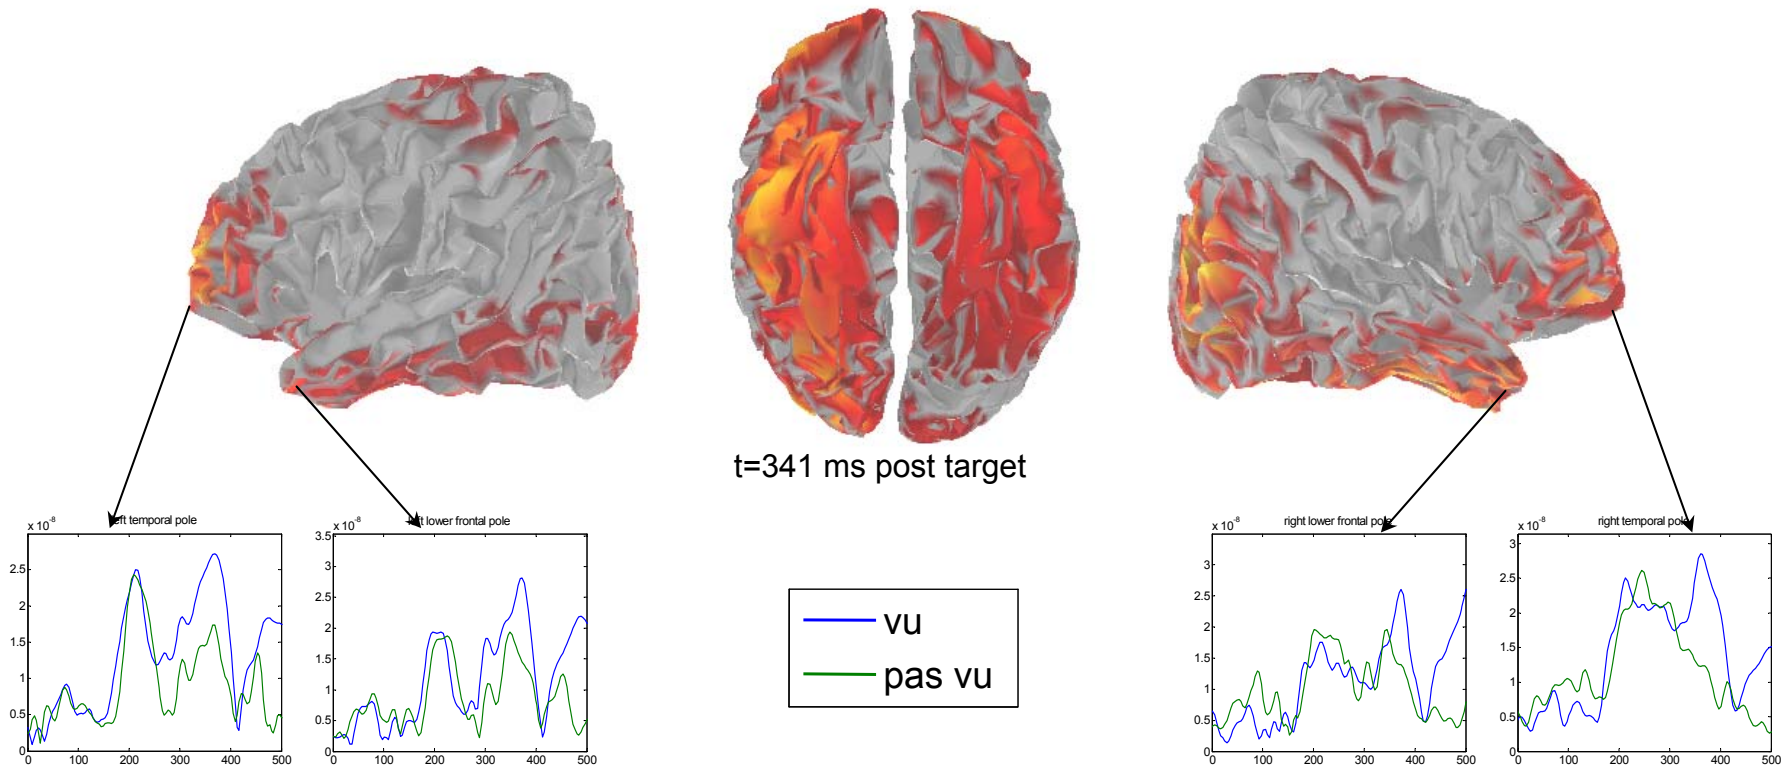 t=341 ms post target
x 10^-8
left temporal pole
2.5
2
1.5
1
0.5
0
0 100 200 300 400 500
x 10^-8
left lower frontal pole
3.5
3
2.5
2
1.5
1
0.5
0
0 100 200 300 400 500
vu
pas vu
x 10^-8
right lower frontal pole
3
2.5
2
1.5
1
0.5
0
0 100 200 300 400 500
x 10^-8
right temporal pole
3
2.5
2
1.5
1
0.5
0
0 100 200 300 400 500